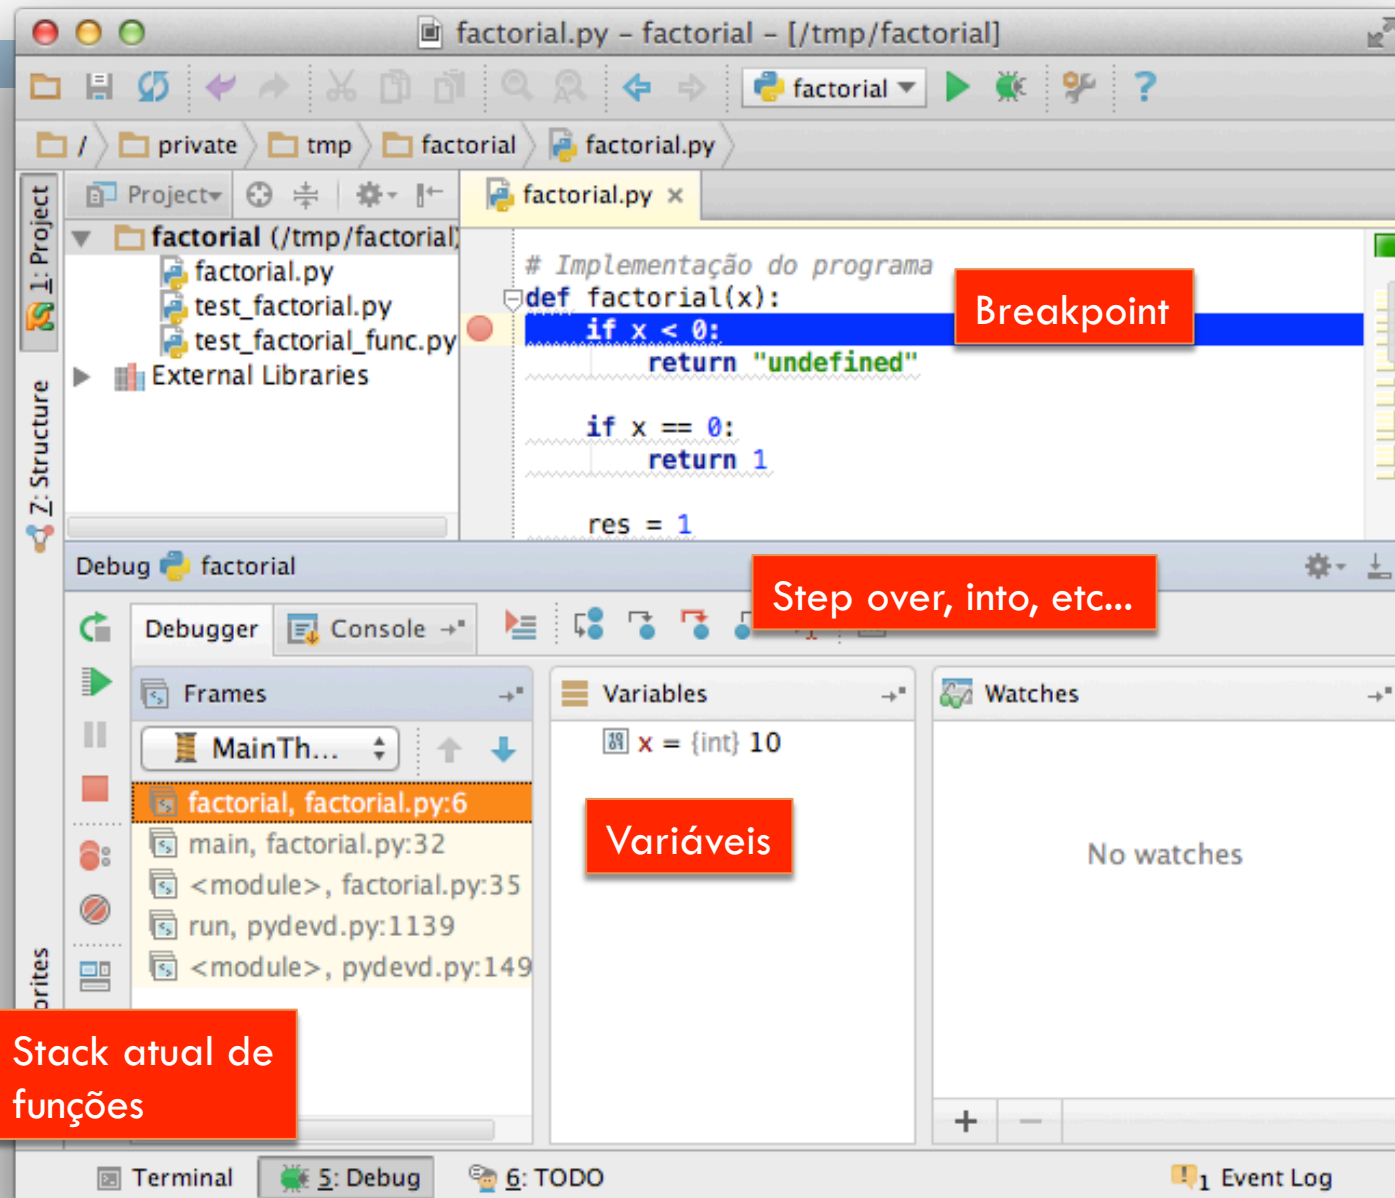 factorial.py – factorial – [/tmp/factorial]
factorial
?
/ private tmp factorial factorial.py
1: Project
Z: Structure
Project
factorial.py ×
factorial (/tmp/factorial)
factorial.py
test_factorial.py
test_factorial_func.py
External Libraries
# Implementação do programa
def factorial(x):
if x < 0:
return "undefined"
if x == 0:
return 1
res = 1
Breakpoint
Debug factorial
Step over, into, etc...
Debugger
Console
Frames
Variables
Watches
MainTh...
x = {int} 10
factorial, factorial.py:6
main, factorial.py:32
<module>, factorial.py:35
run, pydevd.py:1139
<module>, pydevd.py:149
Variáveis
No watches
Stack atual de
funções
Terminal
5: Debug
6: TODO
1 Event Log